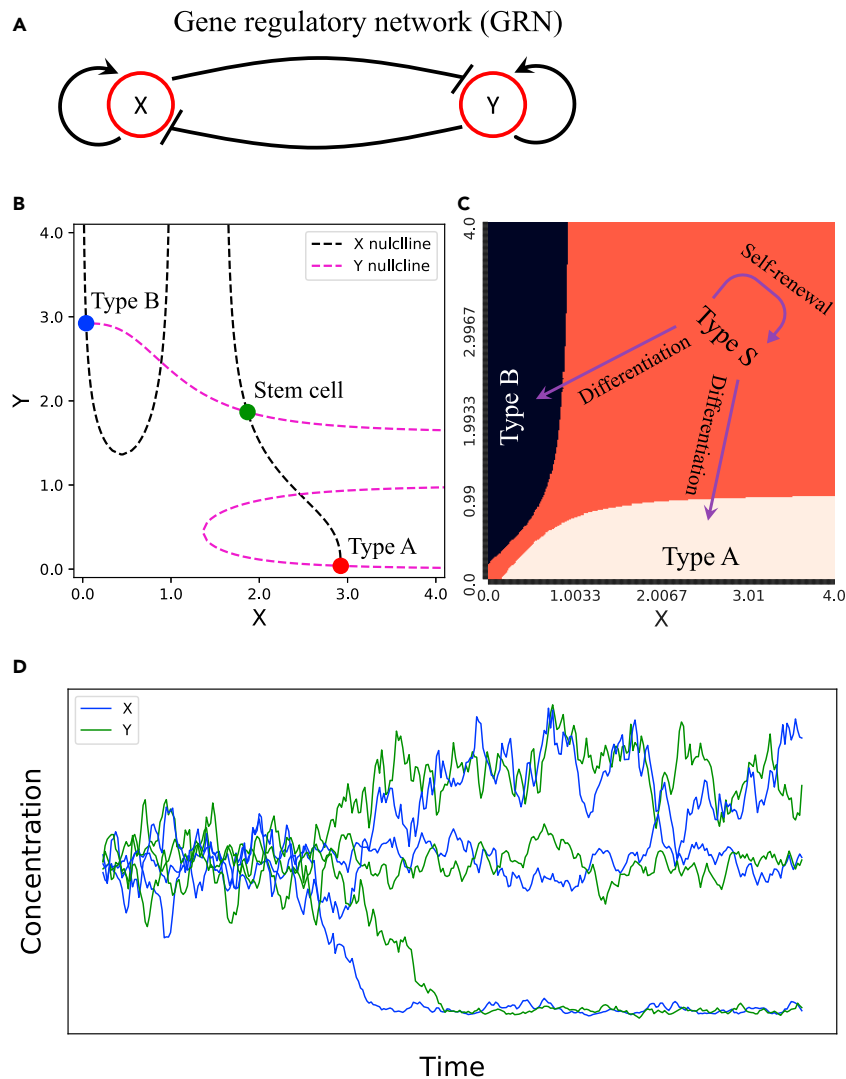 A
Gene regulatory network (GRN)
X
Y
B
4.0
3.0
2.0
1.0
0.0
Y
X nulclline
Y nullcline
Type B
Stem cell
Type A
0.0
1.0
2.0
3.0
4.0
X
C
4.0
2.9967
1.9933
0.99
0.0
Self-renewal
Type S
Differentiation
Differentiation
Type B
Type A
0.0
1.0033
2.0067
3.01
4.0
X
D
X
Y
Concentration
Time